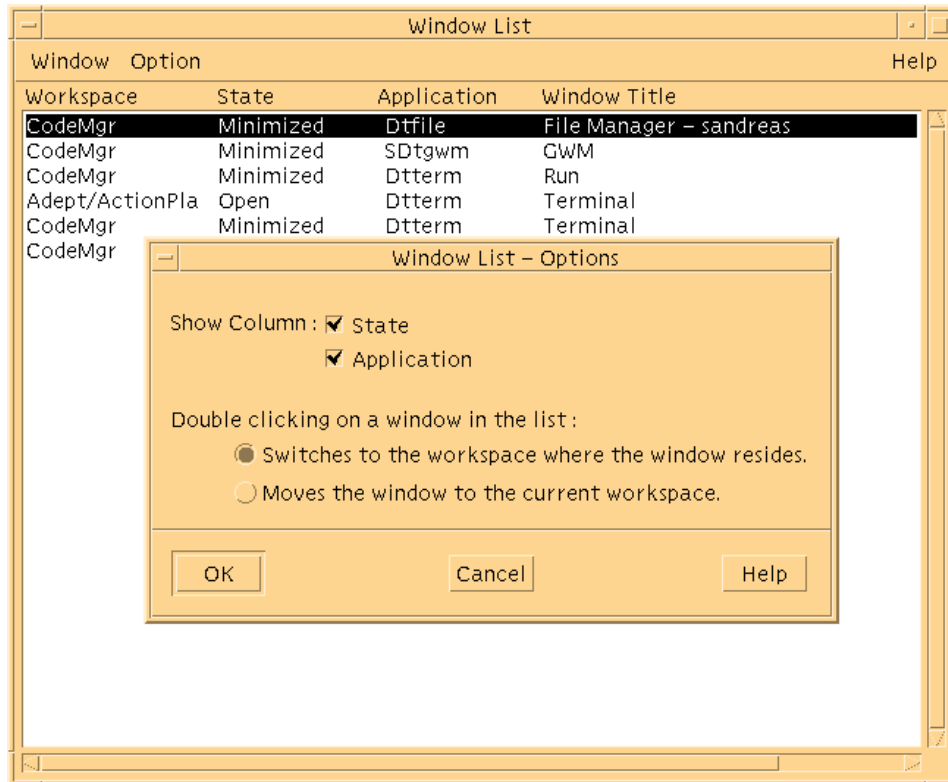 Window List
Window Option Help
Workspace State Application Window Title
CodeMgr Minimized Dtfile File Manager – sandreas
CodeMgr Minimized SDtgwm GWM
CodeMgr Minimized Dtterm Run
Adept/ActionPla Open Dtterm Terminal
CodeMgr Minimized Dtterm Terminal
CodeMgr
Window List – Options
Show Column : State
Application
Double clicking on a window in the list :
Switches to the workspace where the window resides.
Moves the window to the current workspace.
OK Cancel Help